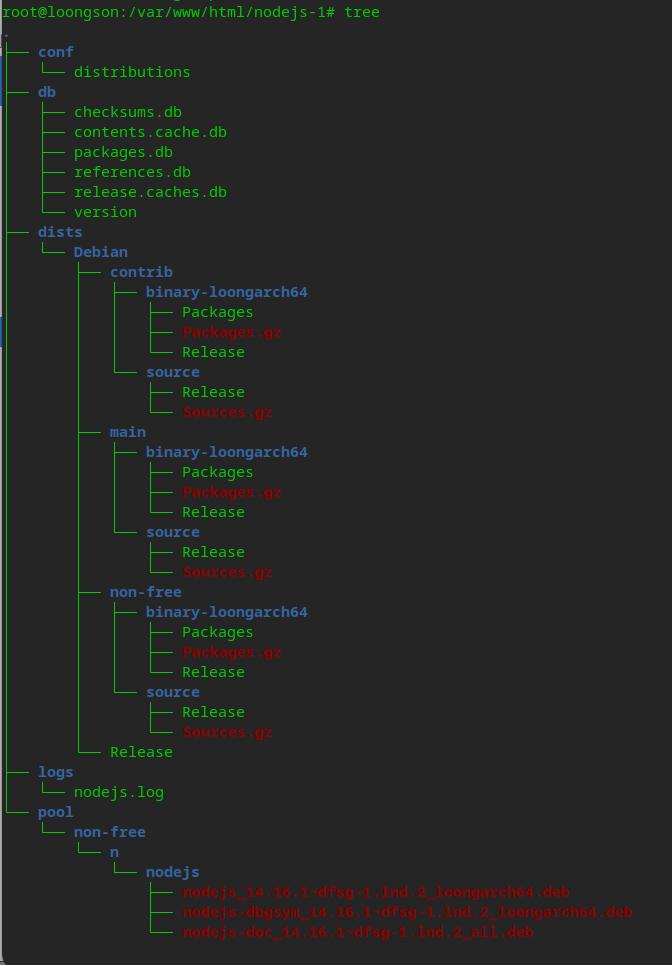 root@loongson:/var/www/html/nodejs-1# tree
.
├── conf
│   └── distributions
├── db
│   ├── checksums.db
│   ├── contents.cache.db
│   ├── packages.db
│   ├── references.db
│   ├── release.caches.db
│   └── version
├── dists
│   └── Debian
│       ├── contrib
│       │   ├── binary-loongarch64
│       │   │   ├── Packages
│       │   │   ├── Packages.gz
│       │   │   └── Release
│       │   └── source
│       │       ├── Release
│       │       └── Sources.gz
│       ├── main
│       │   ├── binary-loongarch64
│       │   │   ├── Packages
│       │   │   ├── Packages.gz
│       │   │   └── Release
│       │   └── source
│       │       ├── Release
│       │       └── Sources.gz
│       ├── non-free
│       │   ├── binary-loongarch64
│       │   │   ├── Packages
│       │   │   ├── Packages.gz
│       │   │   └── Release
│       │   └── source
│       │       ├── Release
│       │       └── Sources.gz
│       └── Release
├── logs
│   └── nodejs.log
└── pool
    └── non-free
        └── n
            └── nodejs
                ├── nodejs_14.16.1~dfsg-1.lnd.2_loongarch64.deb
                ├── nodejs-dbgsym_14.16.1~dfsg-1.lnd.2_loongarch64.deb
                └── nodejs-doc_14.16.1~dfsg-1.lnd.2_all.deb